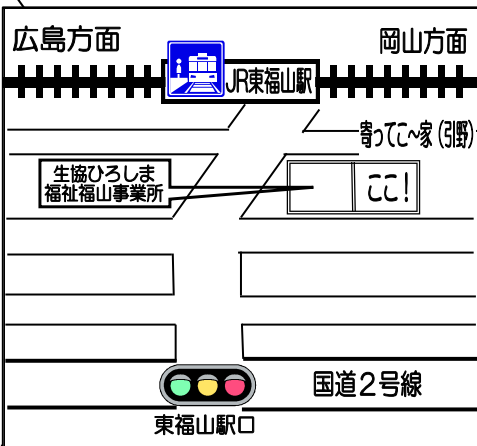 広島方面
岡山方面
JR東福山駅
寄ってこ～家(引野)
生協ひろしま
福祉福山事業所
ここ！
国道2号線
東福山駅口